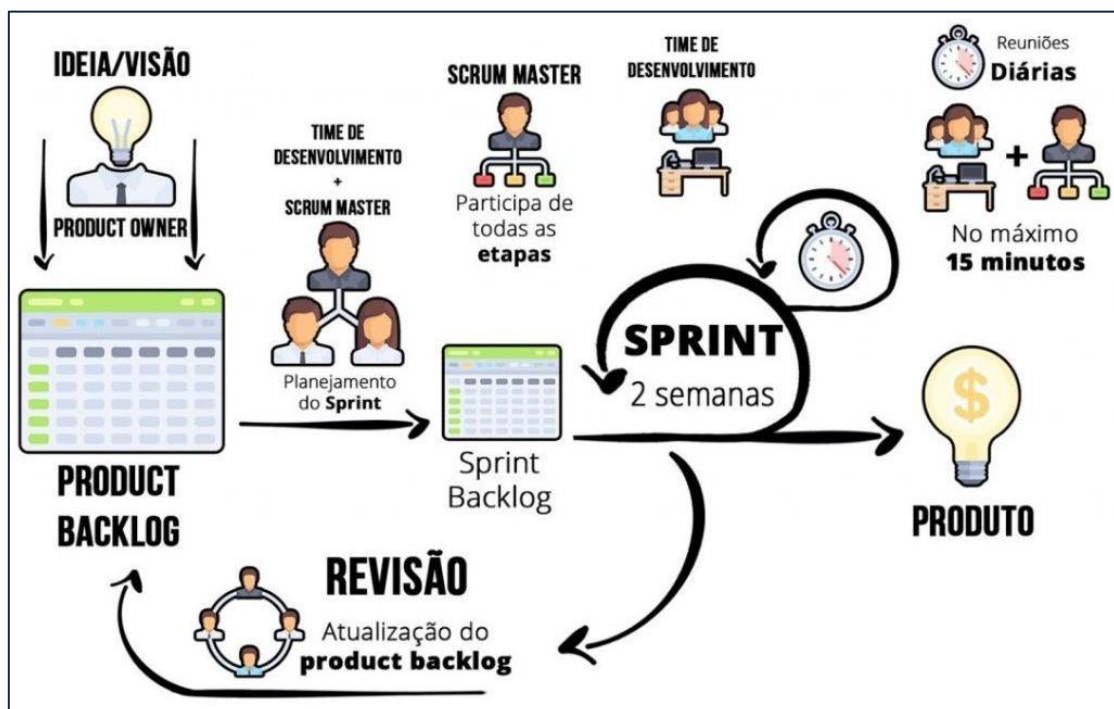 IDEIA/VISÃO
PRODUCT OWNER
TIME DE
DESENVOLVIMENTO
+
SCRUM MASTER
Planejamento
do Sprint
SCRUM MASTER
Participa de
todas as
etapas
TIME DE
DESENVOLVIMENTO
Reuniões
Diárias
+
No máximo
15 minutos
SPRINT
2 semanas
PRODUCT
BACKLOG
Sprint
Backlog
$
PRODUTO
REVISÃO
Atualização do
product backlog